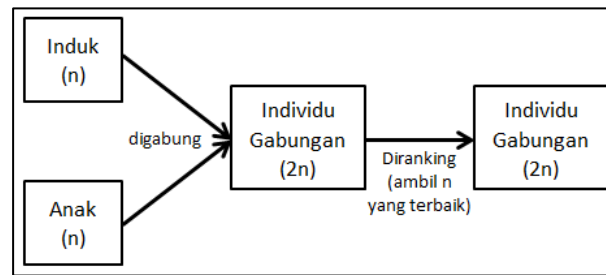 Induk
(n)
digabung
Anak
(n)
Individu
Gabungan
(2n)
Diranking
(ambil n
yang terbaik)
Individu
Gabungan
(2n)